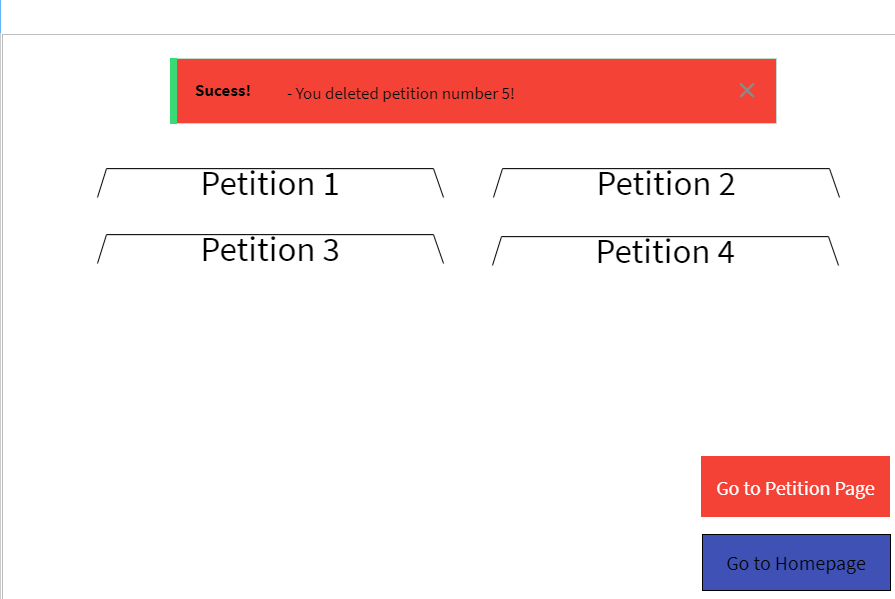 Sucess! - You deleted petition number 5!
Petition 1 Petition 2
Petition 3 Petition 4
Go to Petition Page
Go to Homepage